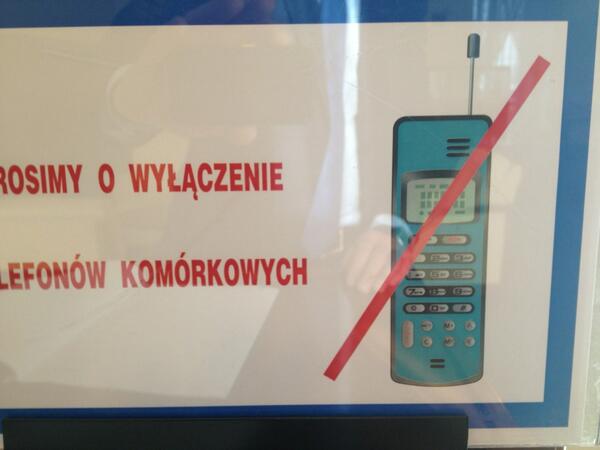 ROSIMY O WYŁĄCZENIE
LEFONÓW KOMÓRKOWYCH